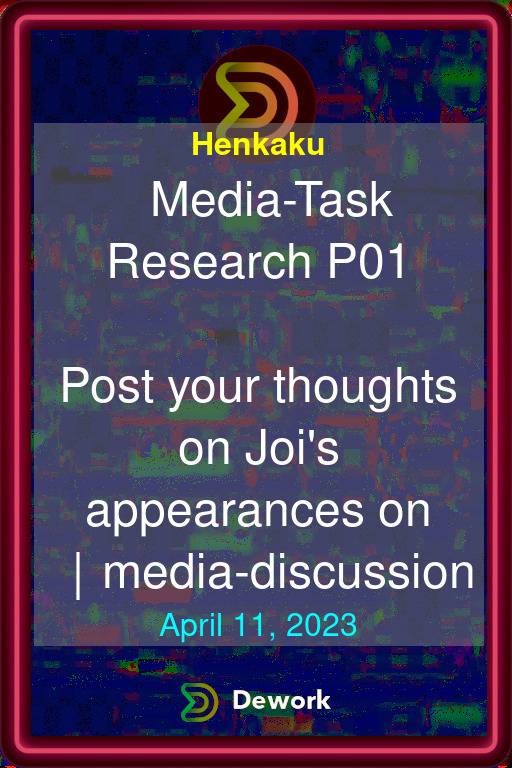 Henkaku
Media-Task
Research P01
Post your thoughts
on Joi's
appearances on
｜media-discussion
April 11, 2023
Dework